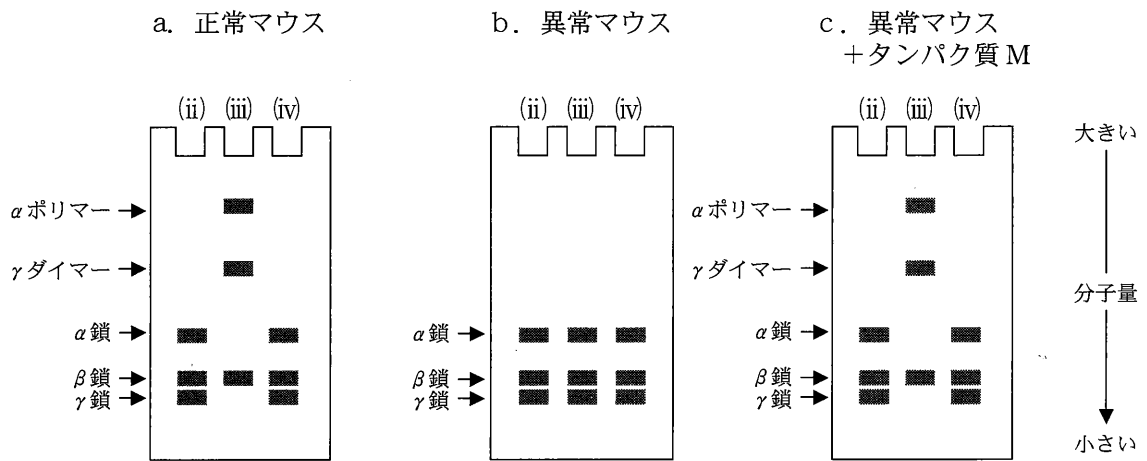 a. 正常マウス
b. 異常マウス
c. 異常マウス
＋タンパク質 M
(ii) (iii) (iv)
(ii) (iii) (iv)
(ii) (iii) (iv)
大きい
分子量
小さい
αポリマー
γダイマー
α鎖
β鎖
γ鎖
α鎖
β鎖
γ鎖
αポリマー
γダイマー
α鎖
β鎖
γ鎖